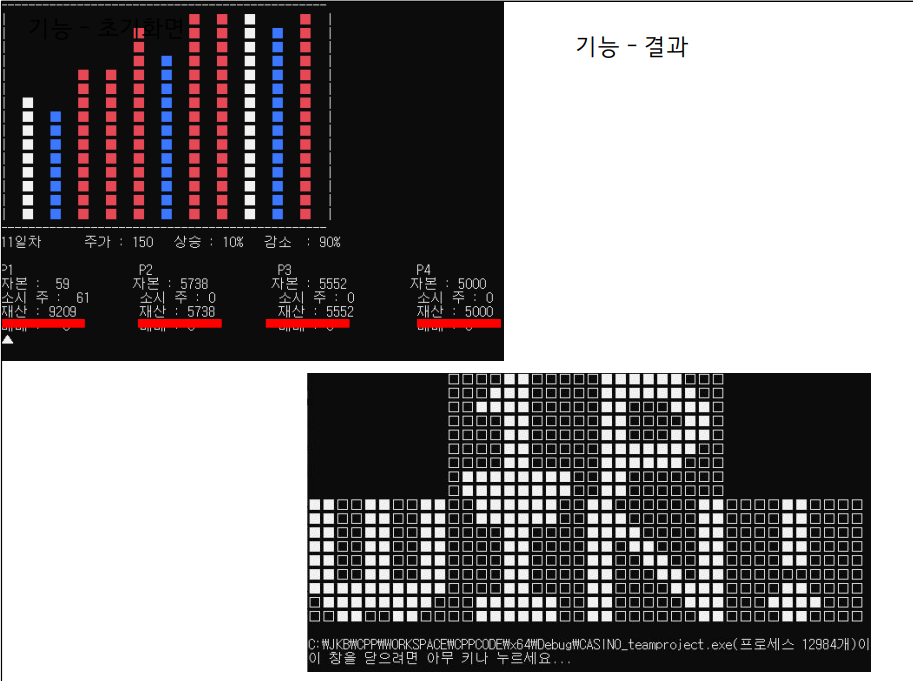 기능 - 초기화면
기능 - 결과
11일차 주가 : 150 상승 : 10% 감소 : 90%
P1 P2 P3 P4
자본 : 59 자본 : 5738 자본 : 5552 자본 : 5000
소시 주 : 61 소시 주 : 0 소시 주 : 0 소시 주 : 0
재산 : 9209 재산 : 5738 재산 : 5552 재산 : 5000
▲
1P
WIN!
C:\JKB\CPP\WORKSPACE\CPPCODE\x64\Debug\CASINO_teamproject.exe(프로세스 12984개)이
이 창을 닫으려면 아무 키나 누르세요...